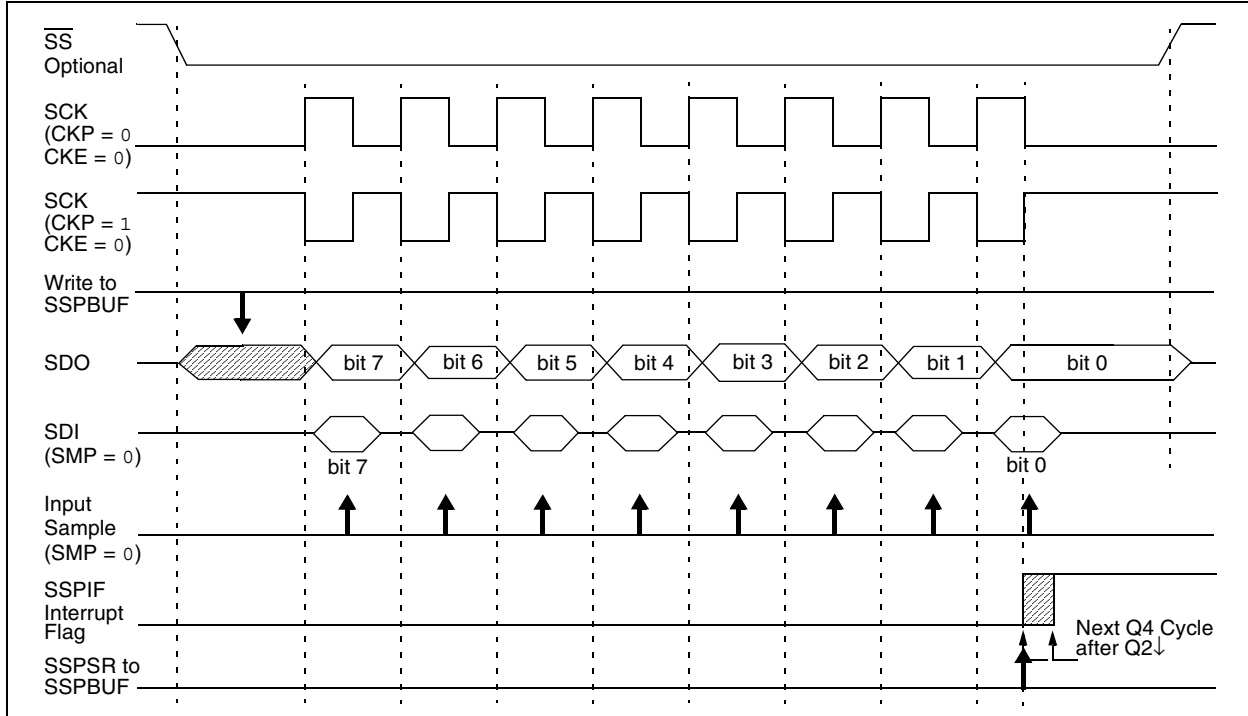 SS
Optional
SCK
(CKP = 0
CKE = 0)
SCK
(CKP = 1
CKE = 0)
Write to
SSPBUF
SDO
bit 7
bit 6
bit 5
bit 4
bit 3
bit 2
bit 1
bit 0
SDI
(SMP = 0)
bit 7
bit 0
Input
Sample
(SMP = 0)
SSPIF
Interrupt
Flag
Next Q4 Cycle
after Q2↓
SSPSR to
SSPBUF